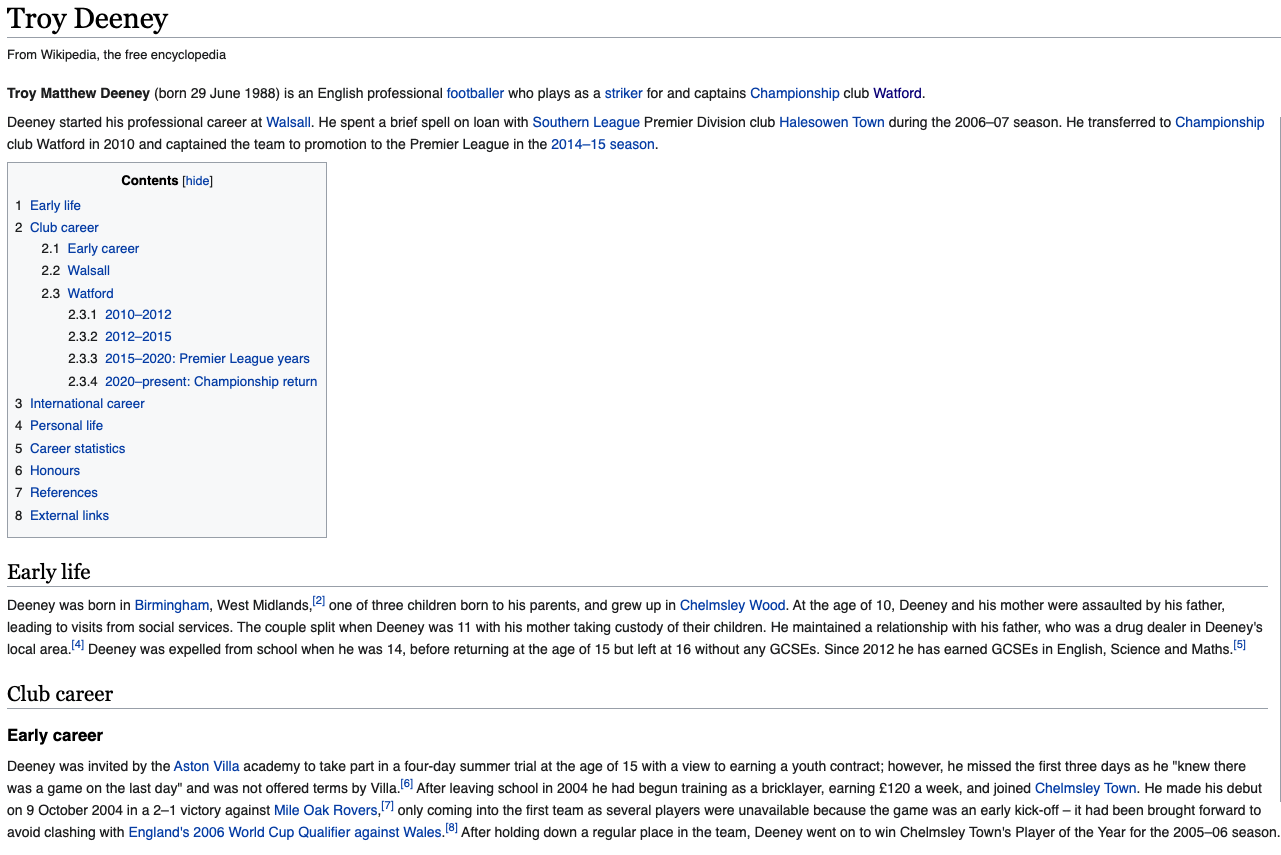 Troy Deeney
From Wikipedia, the free encyclopedia
Troy Matthew Deeney (born 29 June 1988) is an English professional footballer who plays as a striker for and captains Championship club Watford.
Deeney started his professional career at Walsall. He spent a brief spell on loan with Southern League Premier Division club Halesowen Town during the 2006–07 season. He transferred to Championship
club Watford in 2010 and captained the team to promotion to the Premier League in the 2014–15 season.
Contents [hide]
1 Early life
2 Club career
2.1 Early career
2.2 Walsall
2.3 Watford
2.3.1 2010–2012
2.3.2 2012–2015
2.3.3 2015–2020: Premier League years
2.3.4 2020–present: Championship return
3 International career
4 Personal life
5 Career statistics
6 Honours
7 References
8 External links
Early life
Deeney was born in Birmingham, West Midlands,[2] one of three children born to his parents, and grew up in Chelmsley Wood. At the age of 10, Deeney and his mother were assaulted by his father,
leading to visits from social services. The couple split when Deeney was 11 with his mother taking custody of their children. He maintained a relationship with his father, who was a drug dealer in Deeney's
local area.[4] Deeney was expelled from school when he was 14, before returning at the age of 15 but left at 16 without any GCSEs. Since 2012 he has earned GCSEs in English, Science and Maths.[5]
Club career
Early career
Deeney was invited by the Aston Villa academy to take part in a four-day summer trial at the age of 15 with a view to earning a youth contract; however, he missed the first three days as he "knew there
was a game on the last day" and was not offered terms by Villa.[6] After leaving school in 2004 he had begun training as a bricklayer, earning £120 a week, and joined Chelmsley Town. He made his debut
on 9 October 2004 in a 2–1 victory against Mile Oak Rovers,[7] only coming into the first team as several players were unavailable because the game was an early kick-off – it had been brought forward to
avoid clashing with England's 2006 World Cup Qualifier against Wales.[8] After holding down a regular place in the team, Deeney went on to win Chelmsley Town's Player of the Year for the 2005–06 season.